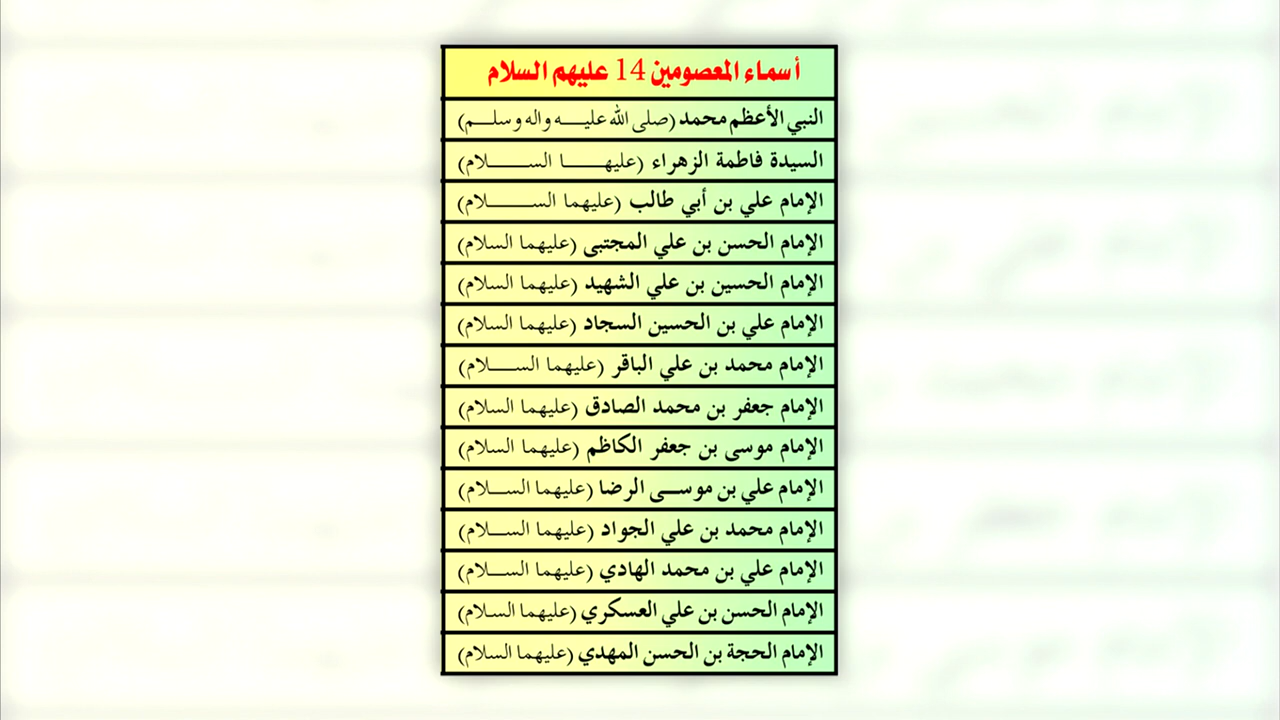 أسماء المعصومين 14 عليهم السلام
النبي الأعظم محمد (صلى الله عليه واله وسلم)
السيدة فاطمة الزهراء (عليها السلام)
الإمام علي بن أبي طالب (عليهما السلام)
الإمام الحسن بن علي المجتبى (عليهما السلام)
الإمام الحسين بن علي الشهيد (عليهما السلام)
الإمام علي بن الحسين السجاد (عليهما السلام)
الإمام محمد بن علي الباقر (عليهما السلام)
الإمام جعفر بن محمد الصادق (عليهما السلام)
الإمام موسى بن جعفر الكاظم (عليهما السلام)
الإمام علي بن موسى الرضا (عليهما السلام)
الإمام محمد بن علي الجواد (عليهما السلام)
الإمام علي بن محمد الهادي (عليهما السلام)
الإمام الحسن بن علي العسكري (عليهما السلام)
الإمام الحجة بن الحسن المهدي (عليهما السلام)